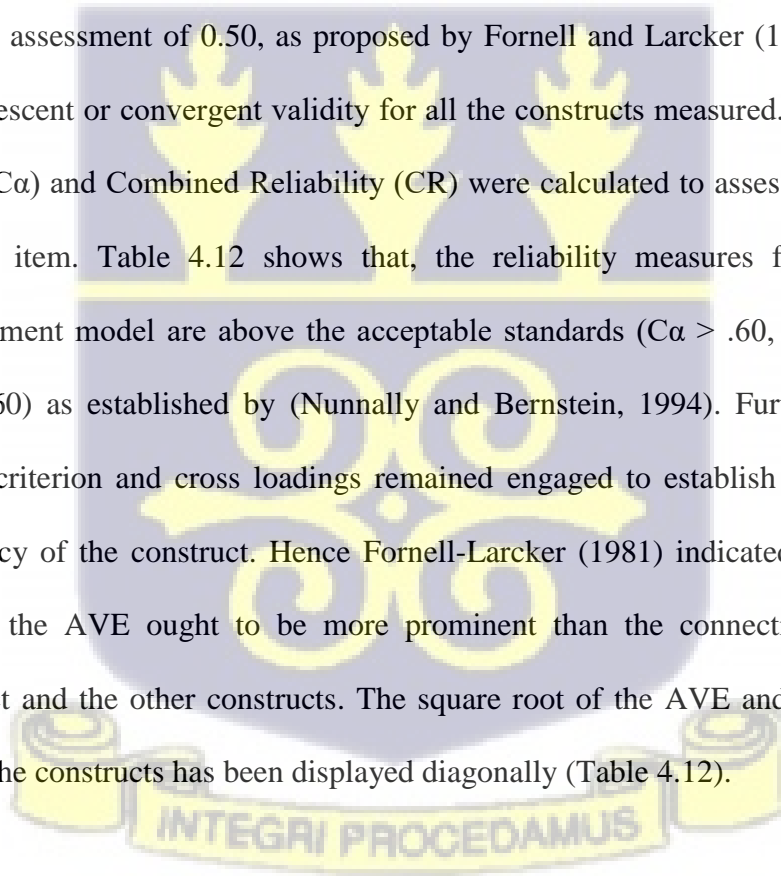 assessment of 0.50, as proposed by Fornell and Larcker (1
escent or convergent validity for all the constructs measured.
Cα) and Combined Reliability (CR) were calculated to asses
item. Table 4.12 shows that, the reliability measures f
ment model are above the acceptable standards (Cα > .60,
60) as established by (Nunnally and Bernstein, 1994). Fur
criterion and cross loadings remained engaged to establish
cy of the construct. Hence Fornell-Larcker (1981) indicated
the AVE ought to be more prominent than the connecti
t and the other constructs. The square root of the AVE and
he constructs has been displayed diagonally (Table 4.12).
INTEGRI PROCEDAMUS